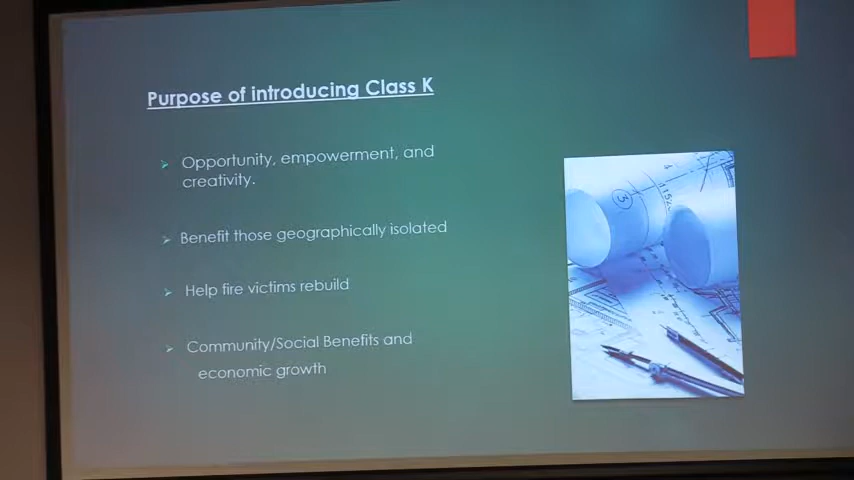 Purpose of introducing Class K
Opportunity, empowerment, and
creativity.
Benefit those geographically isolated
Help fire victims rebuild
Community/Social Benefits and
economic growth
3